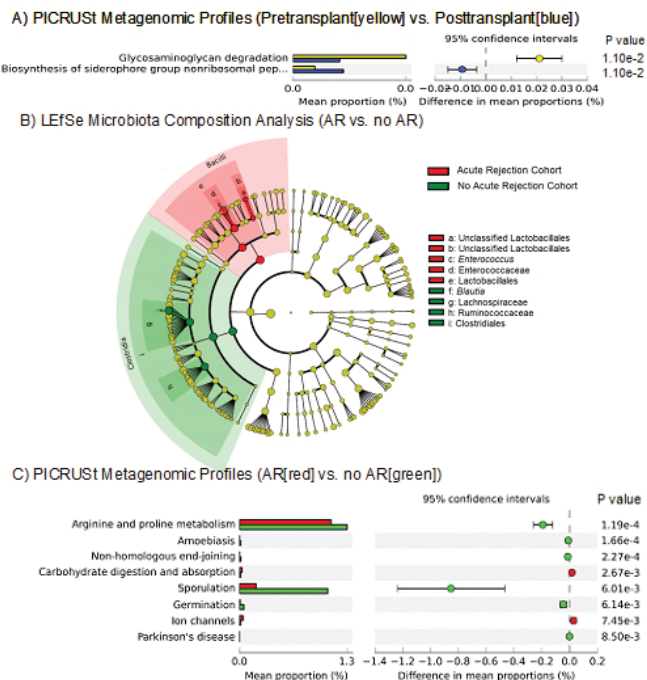 A) PICRUSt Metagenomic Profiles (Pretransplant[yellow] vs. Posttransplant[blue])
95% confidence intervals
P value
Glycosaminoglycan degradation
1.10e-2
Biosynthesis of siderophore group nonribosomal pep...
1.10e-2
0.0 0.0
0.00 0.01 0.02 0.03 0.04
Mean proportion (%)
Difference in mean proportions (%)
B) LEfSe Microbiota Composition Analysis (AR vs. no AR)
Bacilli
Acute Rejection Cohort
No Acute Rejection Cohort
a: Unclassified Lactobacillales
b: Unclassified Lactobacillales
c: Enterococcus
d: Enterococcaceae
e: Lactobacillales
f: Blautia
g: Lachnospiraceae
h: Ruminococcaceae
i: Clostridiales
e
d
g
i
h
Clostridia
C) PICRUSt Metagenomic Profiles (AR[red] vs. no AR[green])
95% confidence intervals
P value
Arginine and proline metabolism
1.19e-4
Amoebiasis
1.66e-4
Non-homologous end-joining
2.27e-4
Carbohydrate digestion and absorption
2.67e-3
Sporulation
6.01e-3
Germination
6.14e-3
Ion channels
7.45e-3
Parkinson's disease
8.50e-3
0.0 1.3
−1.4 −1.2 −1.0 −0.8 −0.6 −0.4 −0.2 0.0 0.2
Mean proportion (%)
Difference in mean proportions (%)